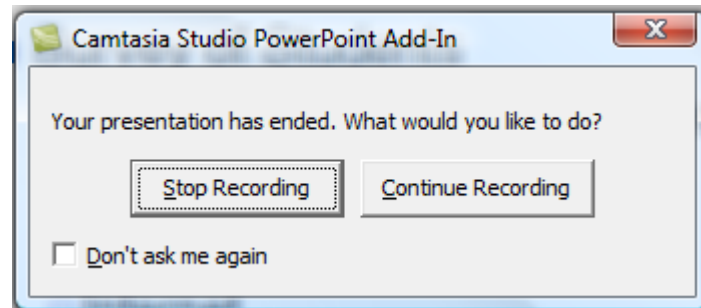 Camtasia Studio PowerPoint Add-In
Your presentation has ended. What would you like to do?
Stop Recording
Continue Recording
Don't ask me again